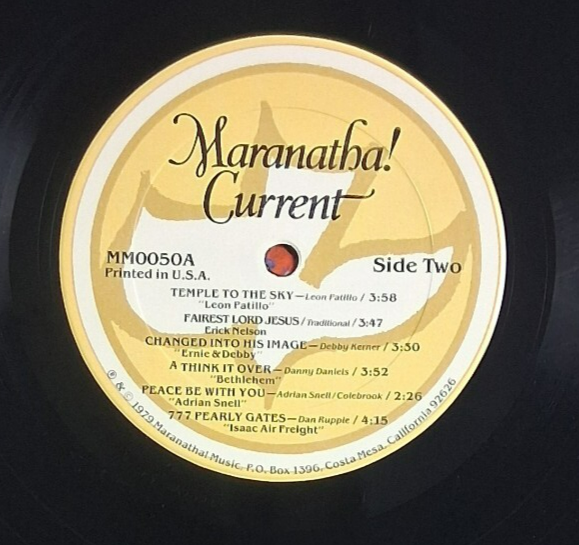 Maranatha!
Current
MM0050A
Printed in U.S.A.
Side Two
TEMPLE TO THE SKY—Leon Patillo / 3:58
"Leon Patillo"
FAIREST LORD JESUS / Traditional / 3:47
Erick Nelson
CHANGED INTO HIS IMAGE—Debby Kerner / 3:30
"Ernie & Debby"
A THINK IT OVER—Danny Daniels / 3:52
"Bethlehem"
PEACE BE WITH YOU—Adrian Snell/Colebrook / 2:26
"Adrian Snell"
777 PEARLY GATES—Dan Rupple / 4:15
"Isaac Air Freight"
℗ & © 1979 Maranatha! Music, P.O. Box 1396, Costa Mesa, California 92626